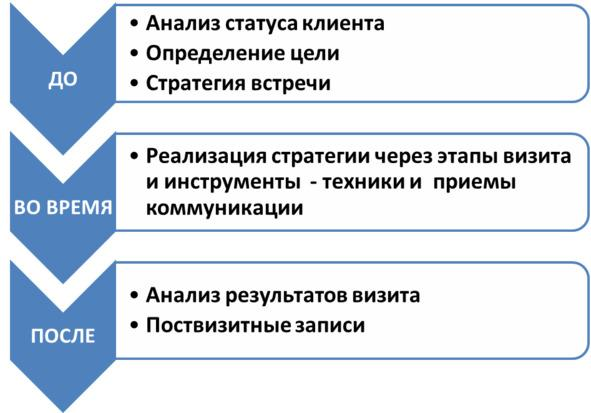 ДО
• Анализ статуса клиента
• Определение цели
• Стратегия встречи
ВО ВРЕМЯ
• Реализация стратегии через этапы визита
и инструменты - техники и приемы
коммуникации
ПОСЛЕ
• Анализ результатов визита
• Поствизитные записи